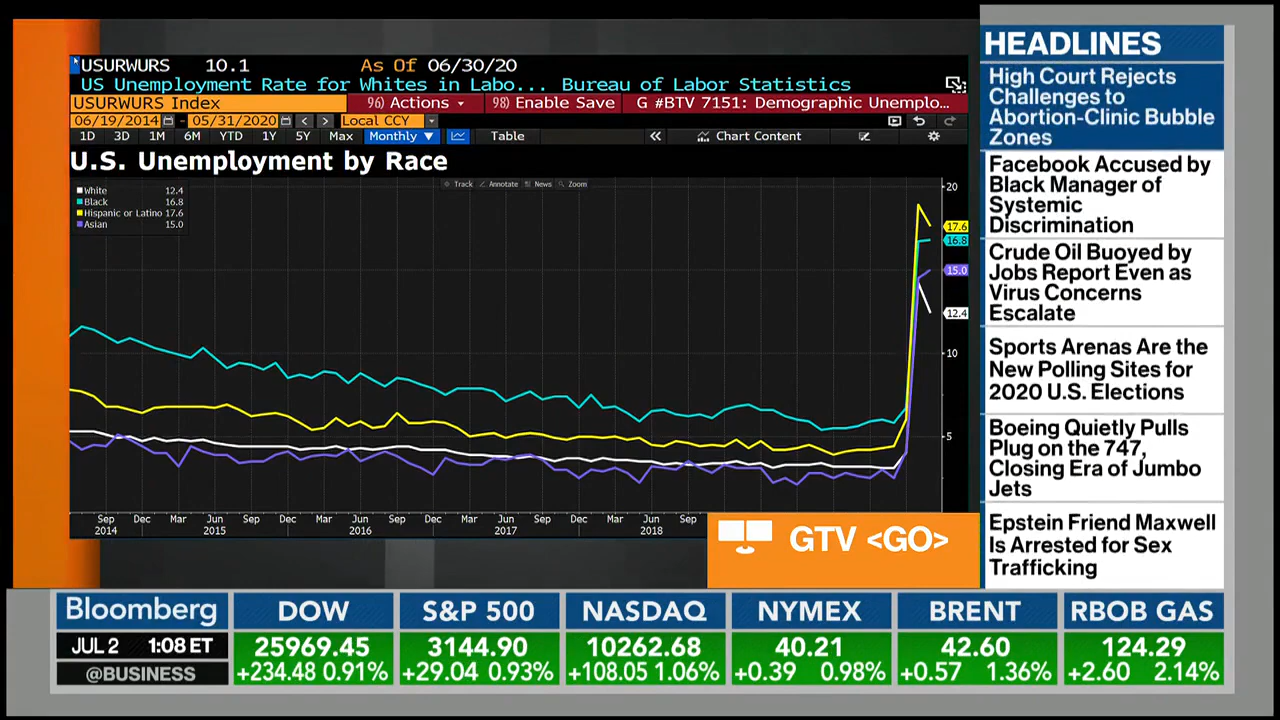 USURWURS 10.1 As Of 06/30/20
US Unemployment Rate for Whites in Labo... Bureau of Labor Statistics
USURWURS Index 96) Actions 98) Enable Save G #BTV 7151: Demographic Unemplo...
06/19/2014 - 05/31/2020 < > Local CCY
1D 3D 1M 6M YTD 1Y 5Y Max Monthly ▼ Table « Chart Content
U.S. Unemployment by Race
Track Annotate News Zoom
White 12.4
Black 16.8
Hispanic or Latino 17.6
Asian 15.0
20
17.6
16.8
15.0
12.4
10
5
Sep Dec Mar Jun Sep Dec Mar Jun Sep Dec Mar Jun Sep Dec Mar Jun Sep
2014 2015 2016 2017 2018
GTV <GO>
HEADLINES
High Court Rejects
Challenges to
Abortion-Clinic Bubble
Zones
Facebook Accused by
Black Manager of
Systemic
Discrimination
Crude Oil Buoyed by
Jobs Report Even as
Virus Concerns
Escalate
Sports Arenas Are the
New Polling Sites for
2020 U.S. Elections
Boeing Quietly Pulls
Plug on the 747,
Closing Era of Jumbo
Jets
Epstein Friend Maxwell
Is Arrested for Sex
Trafficking
Bloomberg DOW S&P 500 NASDAQ NYMEX BRENT RBOB GAS
JUL 2 1:08 ET 25969.45 3144.90 10262.68 40.21 42.60 124.29
@BUSINESS +234.48 0.91% +29.04 0.93% +108.05 1.06% +0.39 0.98% +0.57 1.36% +2.60 2.14%